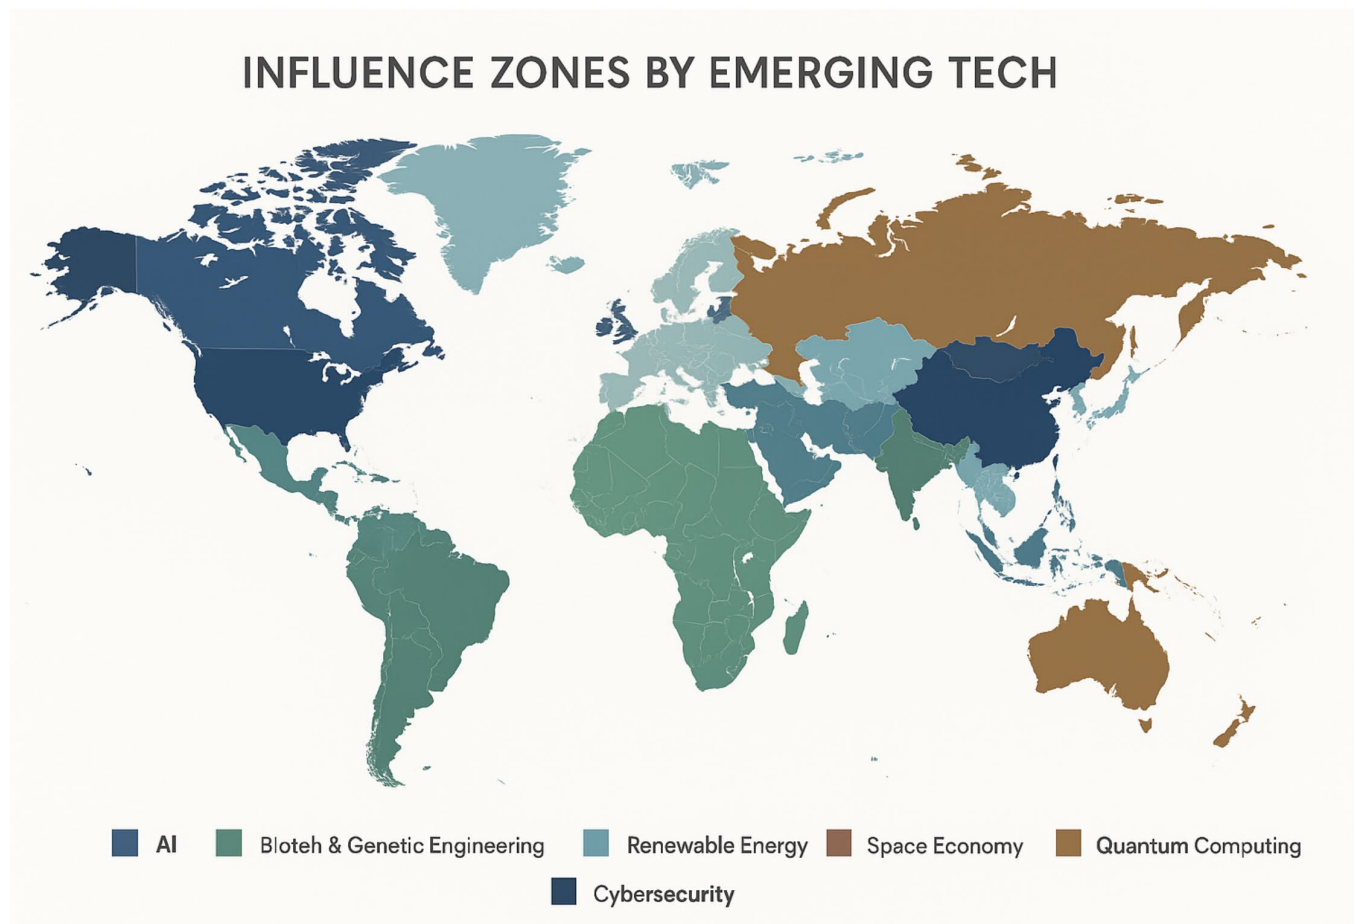 INFLUENCE ZONES BY EMERGING TECH
AI Bloteh & Genetic Engineering Renewable Energy Space Economy Quantum Computing
Cybersecurity